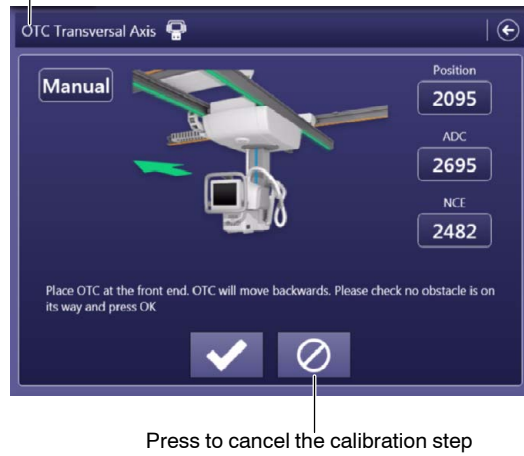 OTC Transversal Axis
Manual
Position
2095
ADC
2695
NCE
2482
Place OTC at the front end. OTC will move backwards. Please check no obstacle is on
its way and press OK
Press to cancel the calibration step